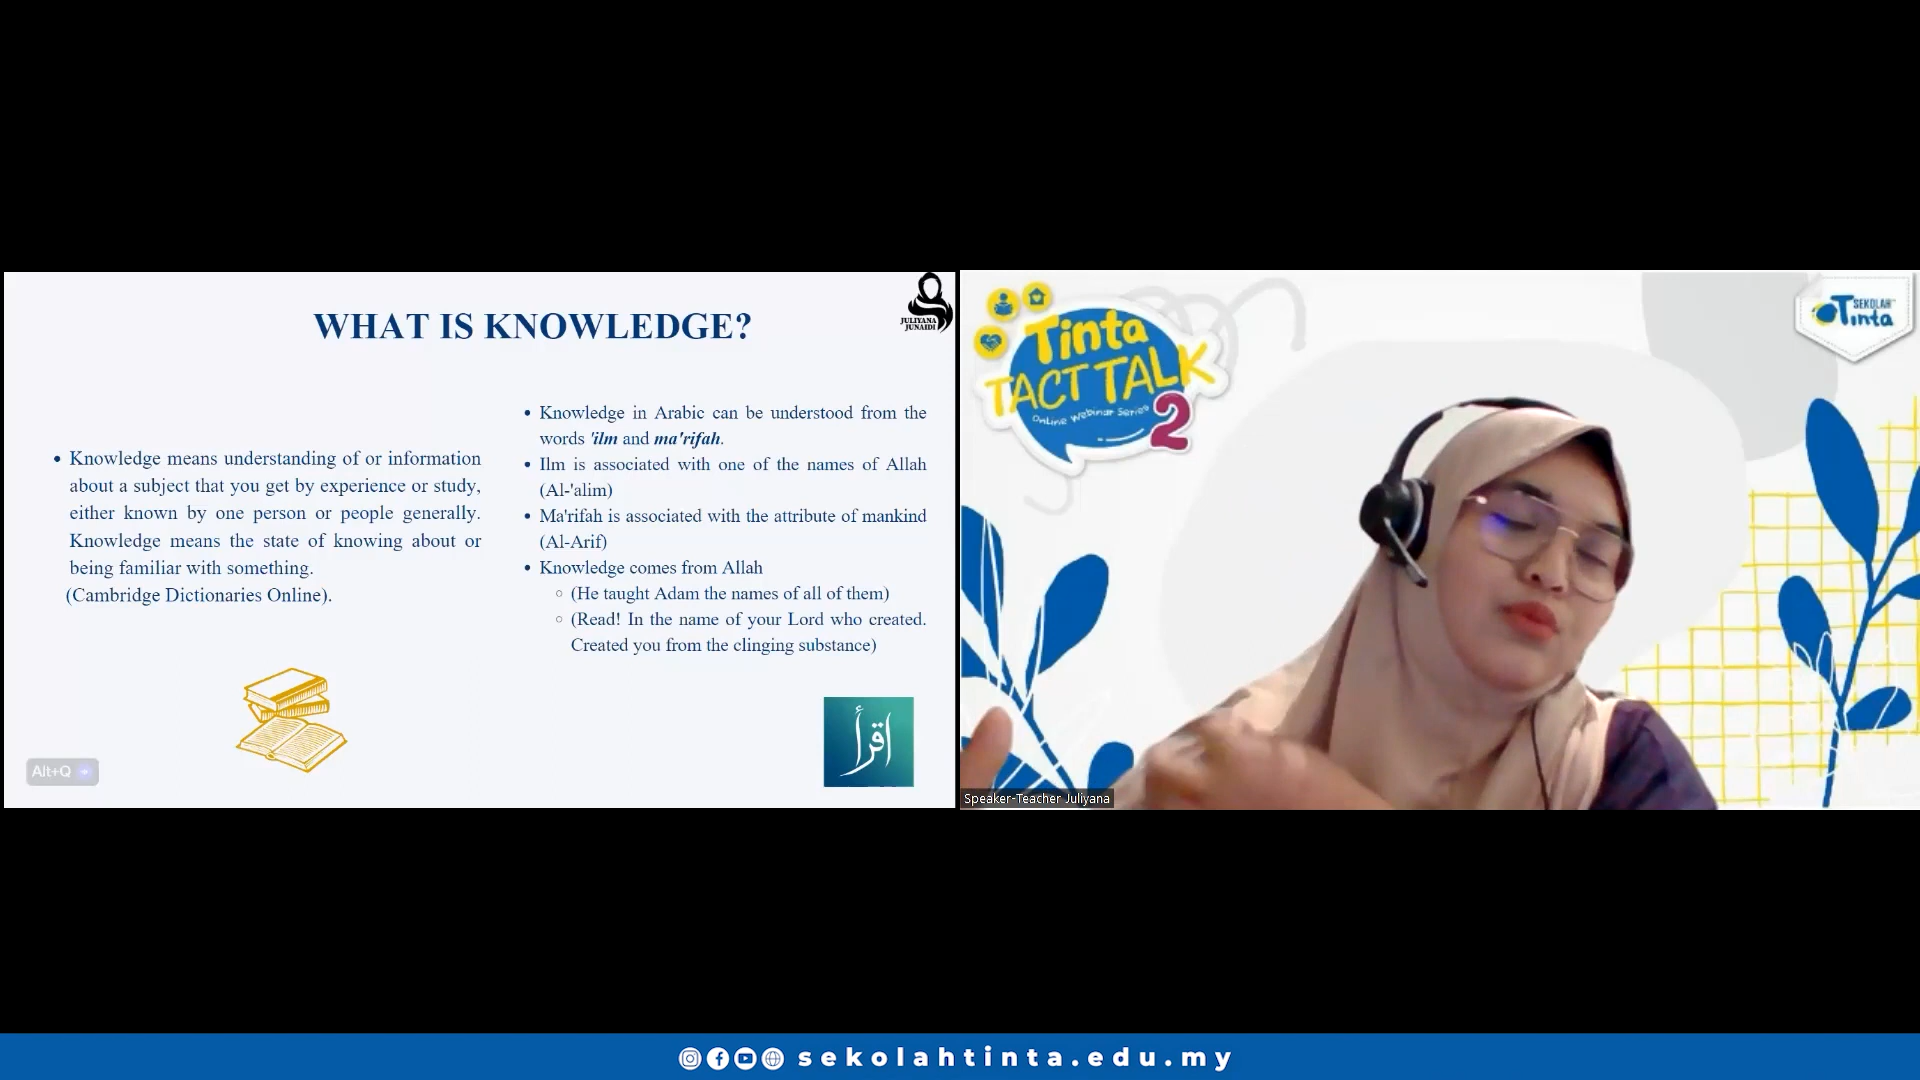 WHAT IS KNOWLEDGE?
JULIYANA
JUNAIDI
• Knowledge means understanding of or information
about a subject that you get by experience or study,
either known by one person or people generally.
Knowledge means the state of knowing about or
being familiar with something.
(Cambridge Dictionaries Online).
• Knowledge in Arabic can be understood from the
words 'ilm and ma'rifah.
• Ilm is associated with one of the names of Allah
(Al-'alim)
• Ma'rifah is associated with the attribute of mankind
(Al-Arif)
• Knowledge comes from Allah
○ (He taught Adam the names of all of them)
○ (Read! In the name of your Lord who created.
Created you from the clinging substance)
اقرأ
Alt+Q
Tinta
TACT TALK
Online Webinar Series
2
SEKOLAH™
Tinta
Speaker-Teacher Juliyana
sekolahtinta.edu.my